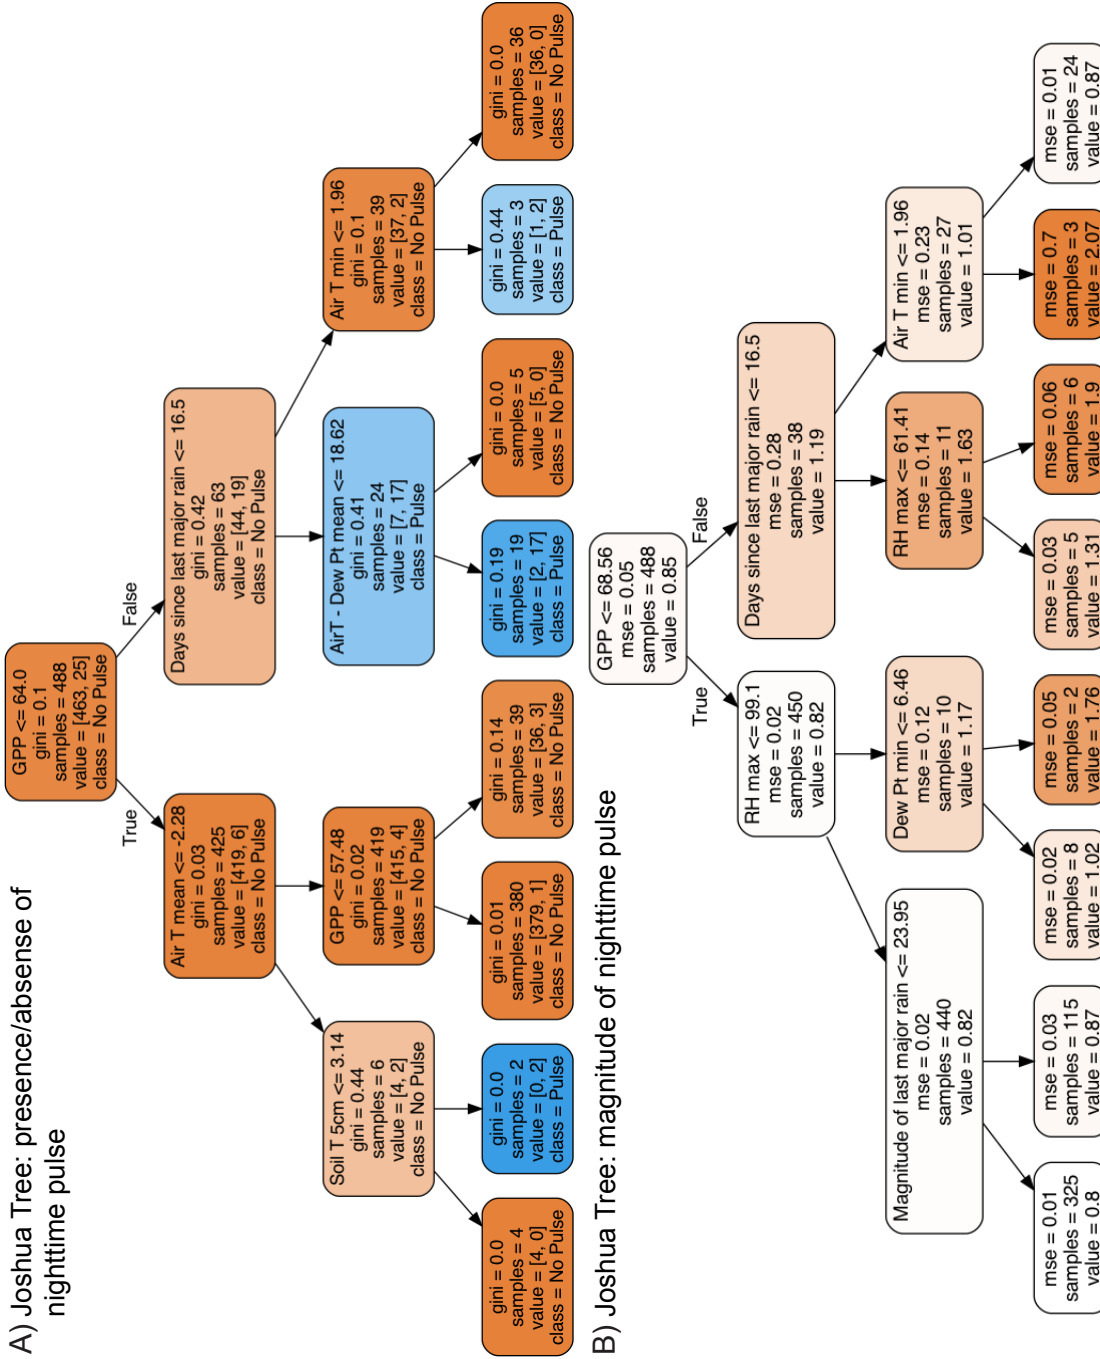 A) Joshua Tree: presence/absense of
nighttime pulse
GPP <= 64.0
gini = 0.1
samples = 488
value = [463, 25]
class = No Pulse
True
False
Air T mean <= -2.28
gini = 0.03
samples = 425
value = [419, 6]
class = No Pulse
Days since last major rain <= 16.5
gini = 0.42
samples = 63
value = [44, 19]
class = No Pulse
Soil T 5cm <= 3.14
gini = 0.44
samples = 6
value = [4, 2]
class = No Pulse
GPP <= 57.48
gini = 0.02
samples = 419
value = [415, 4]
class = No Pulse
AirT - Dew Pt mean <= 18.62
gini = 0.41
samples = 24
value = [7, 17]
class = Pulse
Air T min <= 1.96
gini = 0.1
samples = 39
value = [37, 2]
class = No Pulse
gini = 0.0
samples = 4
value = [4, 0]
class = No Pulse
gini = 0.0
samples = 2
value = [0, 2]
class = Pulse
gini = 0.01
samples = 380
value = [379, 1]
class = No Pulse
gini = 0.14
samples = 39
value = [36, 3]
class = No Pulse
gini = 0.19
samples = 19
value = [2, 17]
class = Pulse
gini = 0.0
samples = 5
value = [5, 0]
class = No Pulse
gini = 0.44
samples = 3
value = [1, 2]
class = Pulse
gini = 0.0
samples = 36
value = [36, 0]
class = No Pulse
B) Joshua Tree: magnitude of nighttime pulse
GPP <= 68.56
mse = 0.05
samples = 488
value = 0.85
True
False
RH max <= 99.1
mse = 0.02
samples = 450
value = 0.82
Days since last major rain <= 16.5
mse = 0.28
samples = 38
value = 1.19
Magnitude of last major rain <= 23.95
mse = 0.02
samples = 440
value = 0.82
Dew Pt min <= 6.46
mse = 0.12
samples = 10
value = 1.17
RH max <= 61.41
mse = 0.14
samples = 11
value = 1.63
Air T min <= 1.96
mse = 0.23
samples = 27
value = 1.01
mse = 0.01
samples = 325
value = 0.8
mse = 0.03
samples = 115
value = 0.87
mse = 0.02
samples = 8
value = 1.02
mse = 0.05
samples = 2
value = 1.76
mse = 0.03
samples = 5
value = 1.31
mse = 0.06
samples = 6
value = 1.9
mse = 0.7
samples = 3
value = 2.07
mse = 0.01
samples = 24
value = 0.87